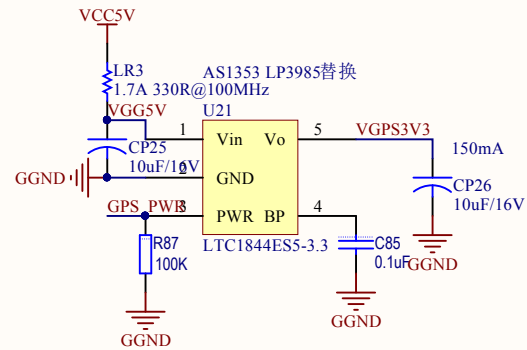 VCC5V
LR3
1.7A 330R@100MHz
AS1353 LP3985替换
U21
VGG5V
1
Vin
Vo
5
VGPS3V3
150mA
CP25
10uF/16V
2
GND
GGND
CP26
10uF/16V
GPS_PWR
3
PWR
BP
4
R87
100K
LTC1844ES5-3.3
C85
0.1uF
GGND
GGND
GGND